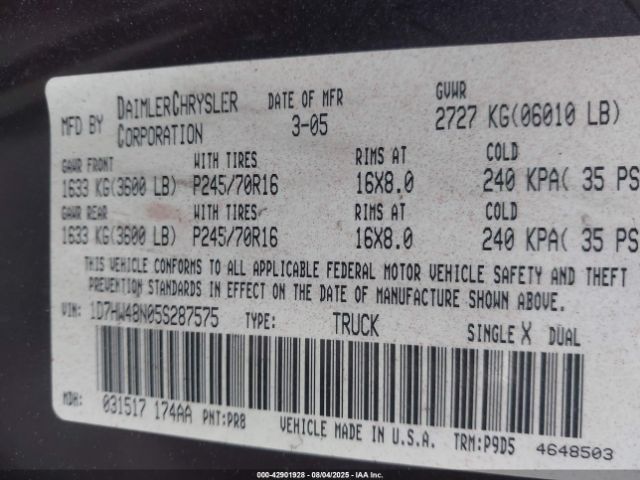 MFD BY DAIMLERCHRYSLER CORPORATION DATE OF MFR 3-05 GVWR 2727 KG(06010 LB)
GAWR FRONT WITH TIRES RIMS AT COLD
1633 KG(3600 LB) P245/70R16 16X8.0 240 KPA( 35 PS
GAWR REAR WITH TIRES RIMS AT COLD
1633 KG(3600 LB) P245/70R16 16X8.0 240 KPA( 35 PS
THIS VEHICLE CONFORMS TO ALL APPLICABLE FEDERAL MOTOR VEHICLE SAFETY AND THEFT
PREVENTION STANDARDS IN EFFECT ON THE DATE OF MANUFACTURE SHOWN ABOVE.
VIN: 1D7HW48N05S287575 TYPE: TRUCK SINGLE X DUAL
MDH: 031517 174AA PNT:PR8 VEHICLE MADE IN U.S.A. TRM:P9D5 4648503
000-42901928 - 08/04/2025 - IAAI, Inc.